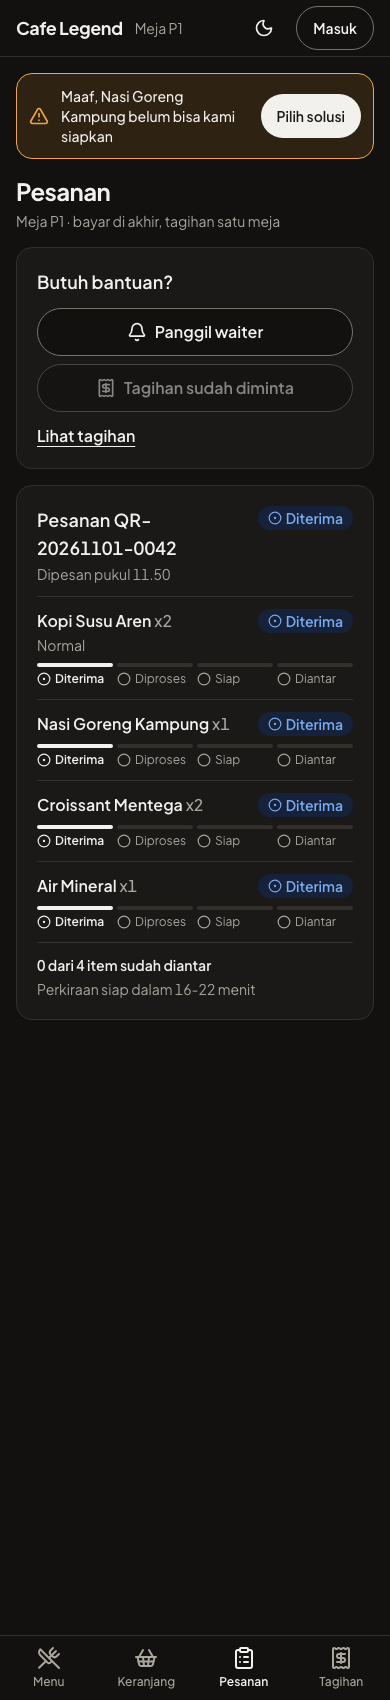 Cafe Legend Meja P1 Masuk
Maaf, Nasi Goreng
Kampung belum bisa kami
siapkan
Pilih solusi
Pesanan
Meja P1 · bayar di akhir, tagihan satu meja
Butuh bantuan?
Panggil waiter
Tagihan sudah diminta
Lihat tagihan
Pesanan QR-
20261101-0042
Diterima
Dipesan pukul 11.50
Kopi Susu Aren x2 Diterima
Normal
Diterima Diproses Siap Diantar
Nasi Goreng Kampung x1 Diterima
Diterima Diproses Siap Diantar
Croissant Mentega x2 Diterima
Diterima Diproses Siap Diantar
Air Mineral x1 Diterima
Diterima Diproses Siap Diantar
0 dari 4 item sudah diantar
Perkiraan siap dalam 16-22 menit
Menu Keranjang Pesanan Tagihan